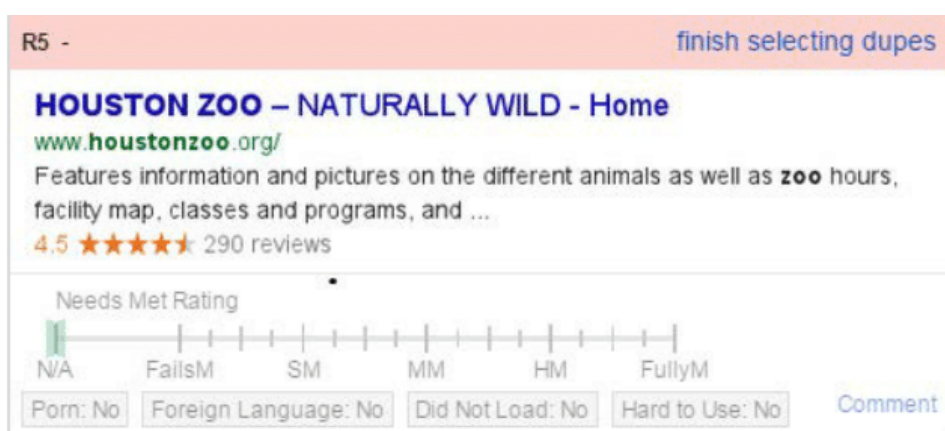 R5 - finish selecting dupes
HOUSTON ZOO – NATURALLY WILD - Home
www.houstonzoo.org/
Features information and pictures on the different animals as well as zoo hours,
facility map, classes and programs, and ...
4.5 ★★★★★ 290 reviews
Needs Met Rating
N/A FailsM SM MM HM FullyM
Porn: No Foreign Language: No Did Not Load: No Hard to Use: No Comment